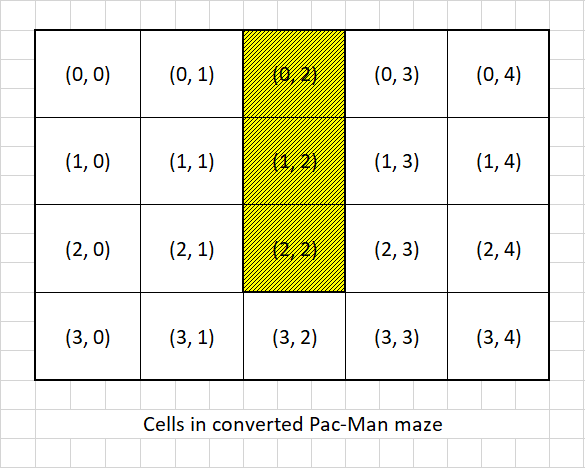 (0, 0) (0, 1) (0, 2) (0, 3) (0, 4)
(1, 0) (1, 1) (1, 2) (1, 3) (1, 4)
(2, 0) (2, 1) (2, 2) (2, 3) (2, 4)
(3, 0) (3, 1) (3, 2) (3, 3) (3, 4)
Cells in converted Pac-Man maze